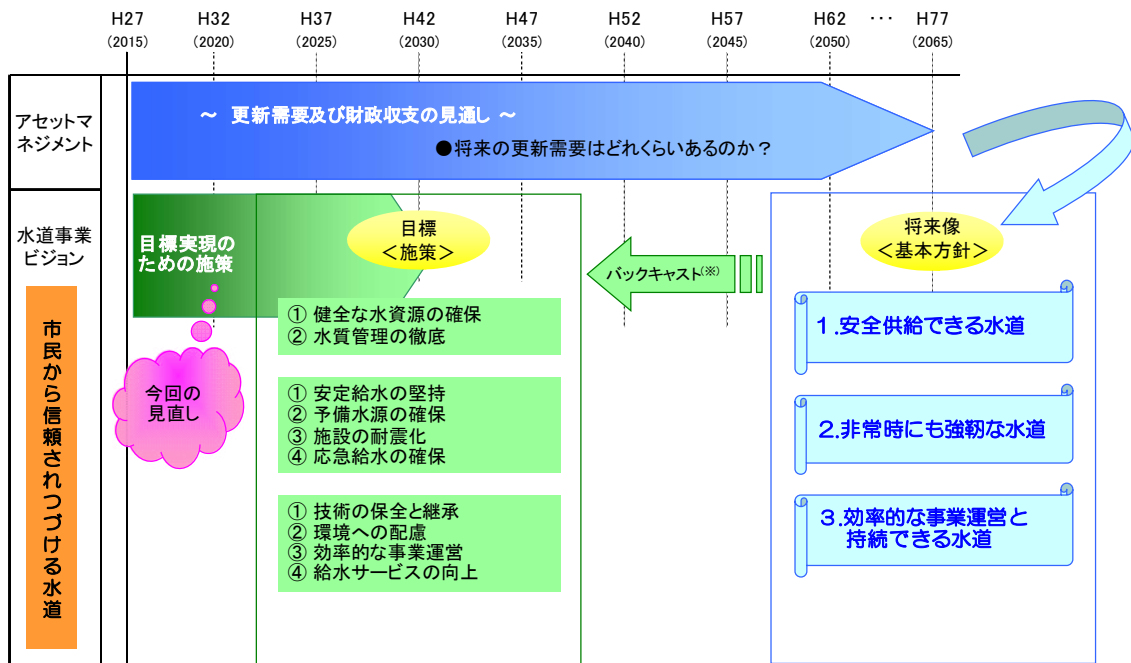 H27 H32 H37 H42 H47 H52 H57 H62 ･･･ H77
(2015) (2020) (2025) (2030) (2035) (2040) (2045) (2050) (2065)
アセットマ
ネジメント
～ 更新需要及び財政収支の見通し ～
●将来の更新需要はどれくらいあるのか？
水道事業
ビジョン
市民から信頼されつづける水道
目標実現の
ための施策
今回の
見直し
目標
＜施策＞
① 健全な水資源の確保
② 水質管理の徹底
① 安定給水の堅持
② 予備水源の確保
③ 施設の耐震化
④ 応急給水の確保
① 技術の保全と継承
② 環境への配慮
③ 効率的な事業運営
④ 給水サービスの向上
バックキャスト(※)
将来像
＜基本方針＞
１.安全供給できる水道
２.非常時にも強靭な水道
３.効率的な事業運営と
持続できる水道